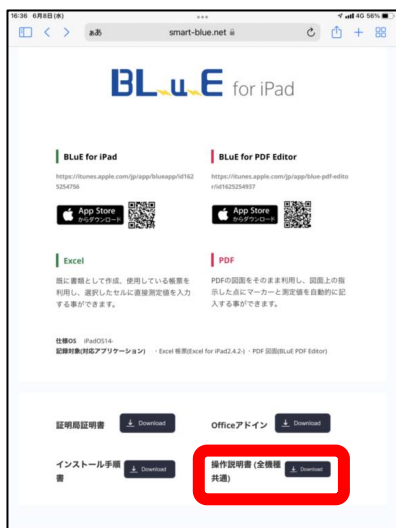 16:36 6月8日(水)
4G 56%
ああ smart-blue.net
BLuE for iPad
BLuE for iPad
https://itunes.apple.com/jp/app/blueapp/id162
5254756
App Store
からダウンロード
BLuE for PDF Editor
https://itunes.apple.com/jp/app/blue-pdf-edito
r/id1625254937
App Store
からダウンロード
Excel
既に書類として作成、使用している帳票を
利用し、選択したセルに直接測定値を入力
する事ができます。
PDF
PDFの図面をそのまま利用し、図面上の指
示した点にマーカーと測定値を自動的に記
入する事ができます。
仕様OS iPadOS14-
記録対象(対応アプリケーション) ・Excel 帳票(Excel for iPad2.4.2-)・PDF 図面(BLuE PDF Editor)
証明局証明書 Download
Officeアドイン Download
インストール手順
書 Download
操作説明書 (全機種
共通) Download